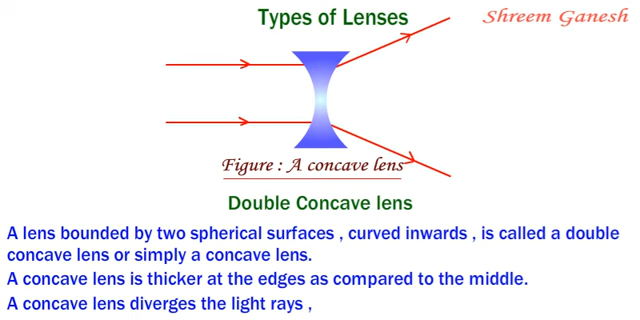 Types of Lenses
Shreem Ganesh
Figure : A concave lens
Double Concave lens
A lens bounded by two spherical surfaces , curved inwards , is called a double
concave lens or simply a concave lens.
A concave lens is thicker at the edges as compared to the middle.
A concave lens diverges the light rays ,